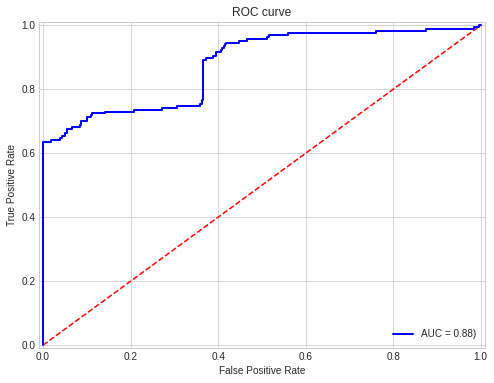 ROC curve
True Positive Rate
1.0
0.8
0.6
0.4
0.2
0.0
AUC = 0.88)
0.0 0.2 0.4 0.6 0.8 1.0
False Positive Rate